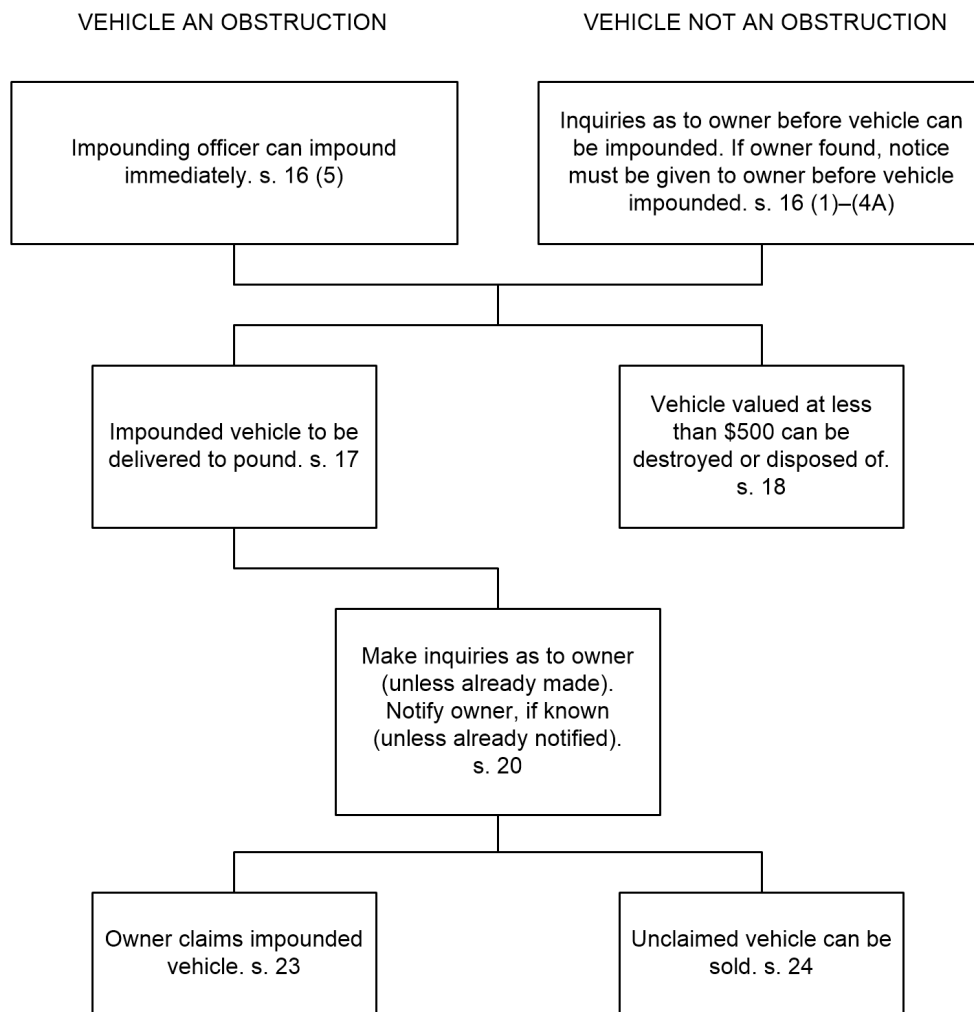 VEHICLE AN OBSTRUCTION
VEHICLE NOT AN OBSTRUCTION
Impounding officer can impound
immediately. s. 16 (5)
Inquiries as to owner before vehicle can
be impounded. If owner found, notice
must be given to owner before vehicle
impounded. s. 16 (1)–(4A)
Impounded vehicle to be
delivered to pound. s. 17
Vehicle valued at less
than $500 can be
destroyed or disposed of.
s. 18
Make inquiries as to owner
(unless already made).
Notify owner, if known
(unless already notified).
s. 20
Owner claims impounded
vehicle. s. 23
Unclaimed vehicle can be
sold. s. 24